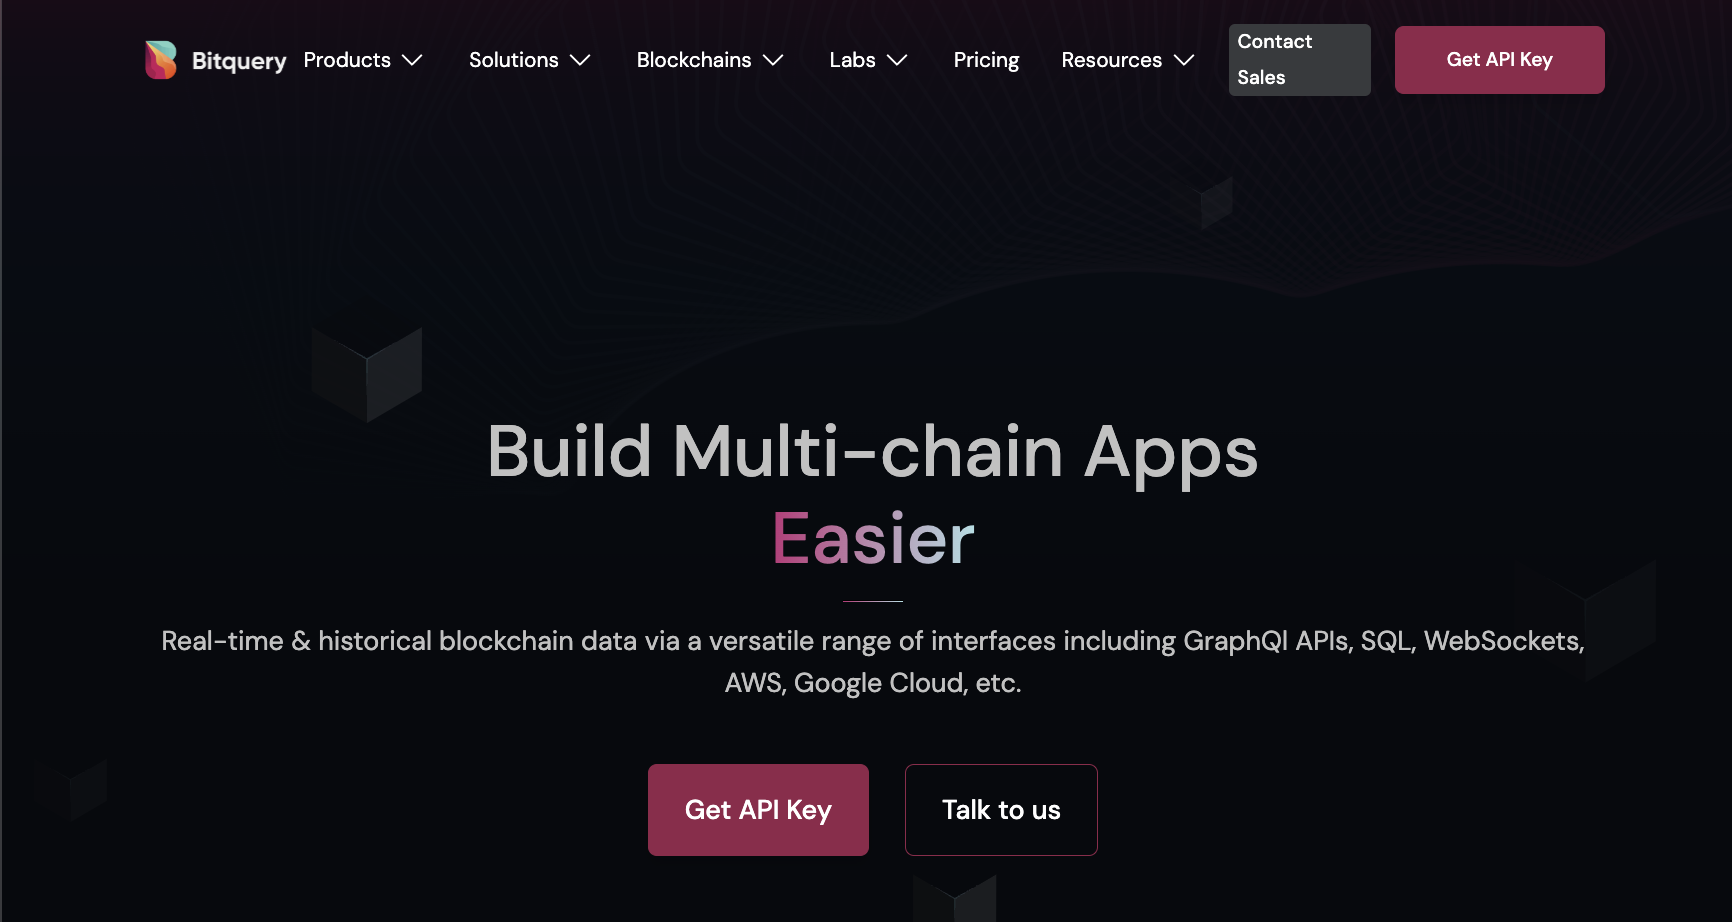 Bitquery
Products
Solutions
Blockchains
Labs
Pricing
Resources
Contact
Sales
Get API Key
Build Multi-chain Apps
Easier
Real-time & historical blockchain data via a versatile range of interfaces including GraphQl APIs, SQL, WebSockets,
AWS, Google Cloud, etc.
Get API Key
Talk to us